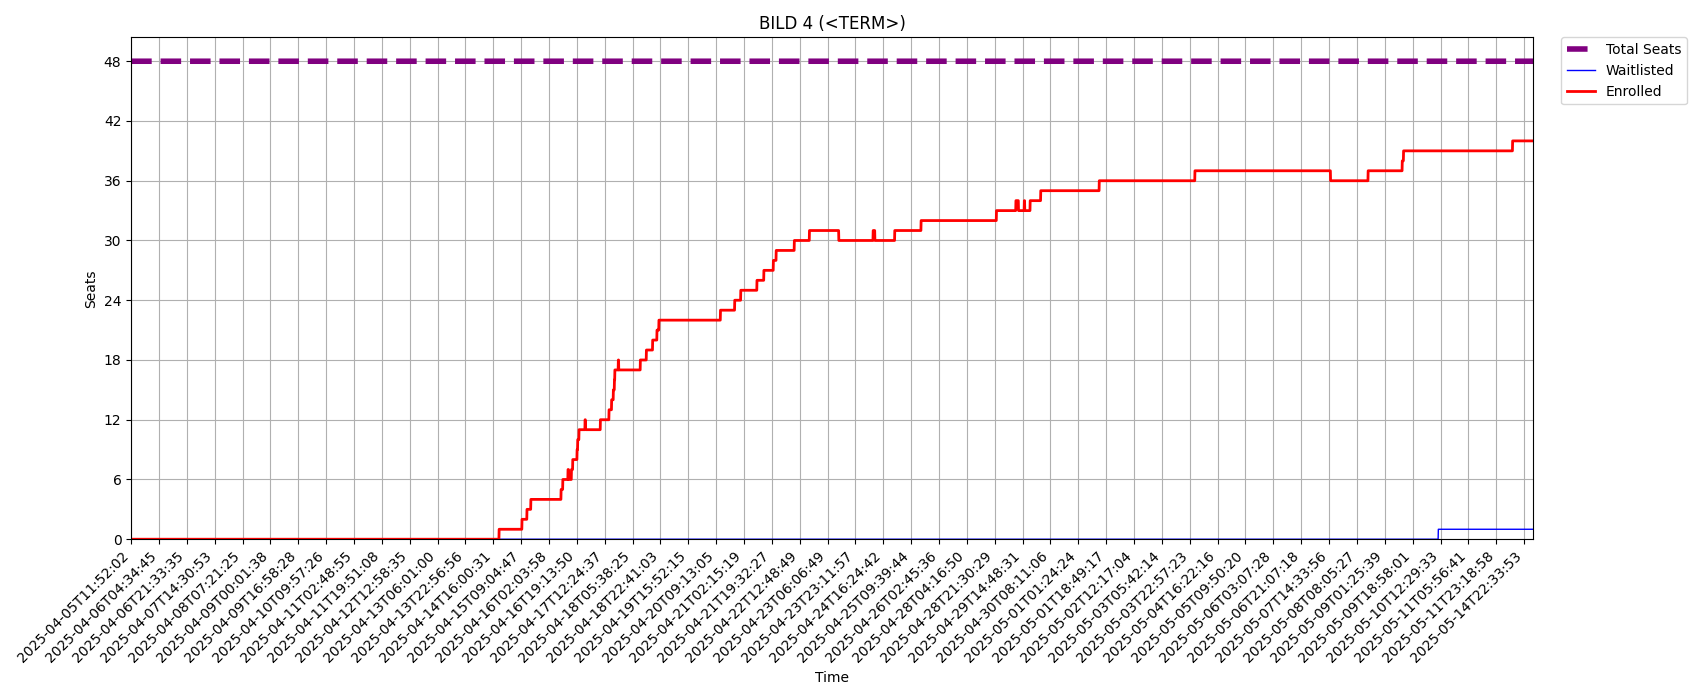 BILD 4 (<TERM>)
Total Seats
Waitlisted
Enrolled
Seats
48
42
36
30
24
18
12
6
0
2025-04-05T11:52:02
2025-04-06T04:34:45
2025-04-06T21:33:35
2025-04-07T14:30:53
2025-04-08T07:21:25
2025-04-09T00:01:38
2025-04-09T16:58:28
2025-04-10T09:57:26
2025-04-11T02:48:55
2025-04-11T19:51:08
2025-04-12T12:58:35
2025-04-13T06:01:00
2025-04-13T22:56:56
2025-04-14T16:00:31
2025-04-15T09:04:47
2025-04-16T02:03:58
2025-04-16T19:13:50
2025-04-17T12:24:37
2025-04-18T05:38:25
2025-04-18T22:41:03
2025-04-19T15:52:15
2025-04-20T09:13:05
2025-04-21T02:15:19
2025-04-21T19:32:27
2025-04-22T12:48:49
2025-04-23T06:06:49
2025-04-23T23:11:57
2025-04-24T16:24:42
2025-04-25T09:39:44
2025-04-26T02:45:36
2025-04-28T04:16:50
2025-04-28T21:30:29
2025-04-29T14:48:31
2025-04-30T08:11:06
2025-05-01T01:24:24
2025-05-01T18:49:17
2025-05-02T12:17:04
2025-05-03T05:42:14
2025-05-03T22:57:23
2025-05-04T16:22:16
2025-05-05T09:50:20
2025-05-06T03:07:28
2025-05-06T21:07:18
2025-05-07T14:33:56
2025-05-08T08:05:27
2025-05-09T01:25:39
2025-05-09T18:58:01
2025-05-10T12:29:33
2025-05-11T05:56:41
2025-05-11T23:18:58
2025-05-14T22:33:53
Time